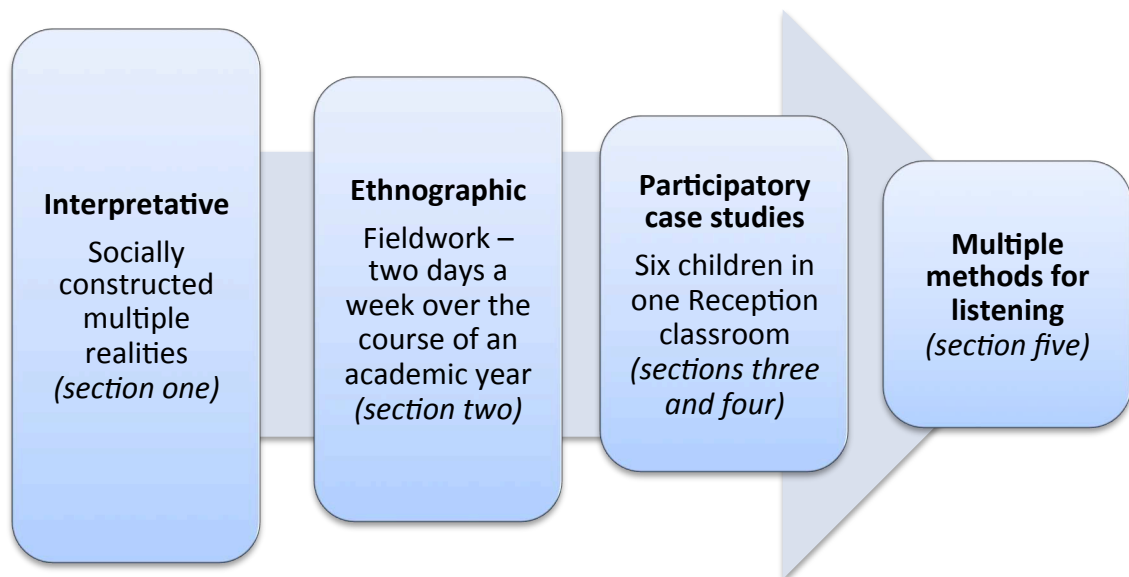 Interpretative
Socially
constructed
multiple
realities
(section one)
Ethnographic
Fieldwork –
two days a
week over the
course of an
academic year
(section two)
Participatory
case studies
Six children in
one Reception
classroom
(sections three
and four)
Multiple
methods for
listening
(section five)